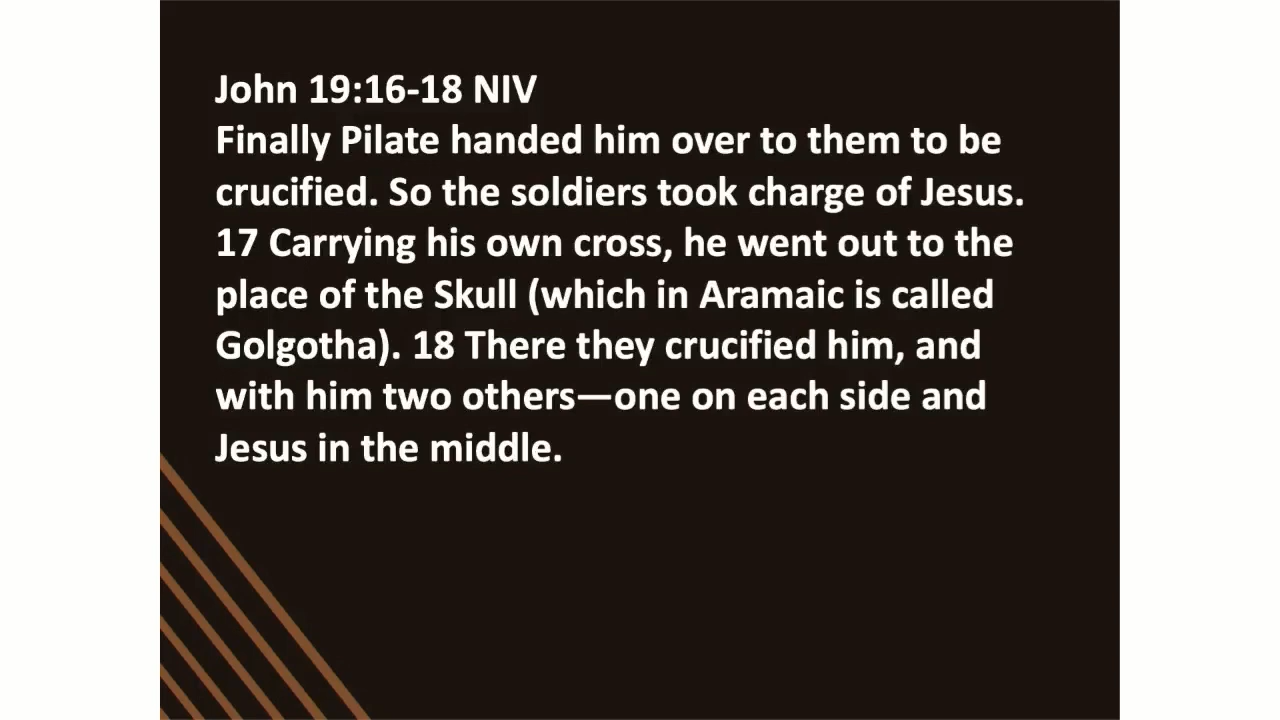 John 19:16-18 NIV
Finally Pilate handed him over to them to be
crucified. So the soldiers took charge of Jesus.
17 Carrying his own cross, he went out to the
place of the Skull (which in Aramaic is called
Golgotha). 18 There they crucified him, and
with him two others—one on each side and
Jesus in the middle.